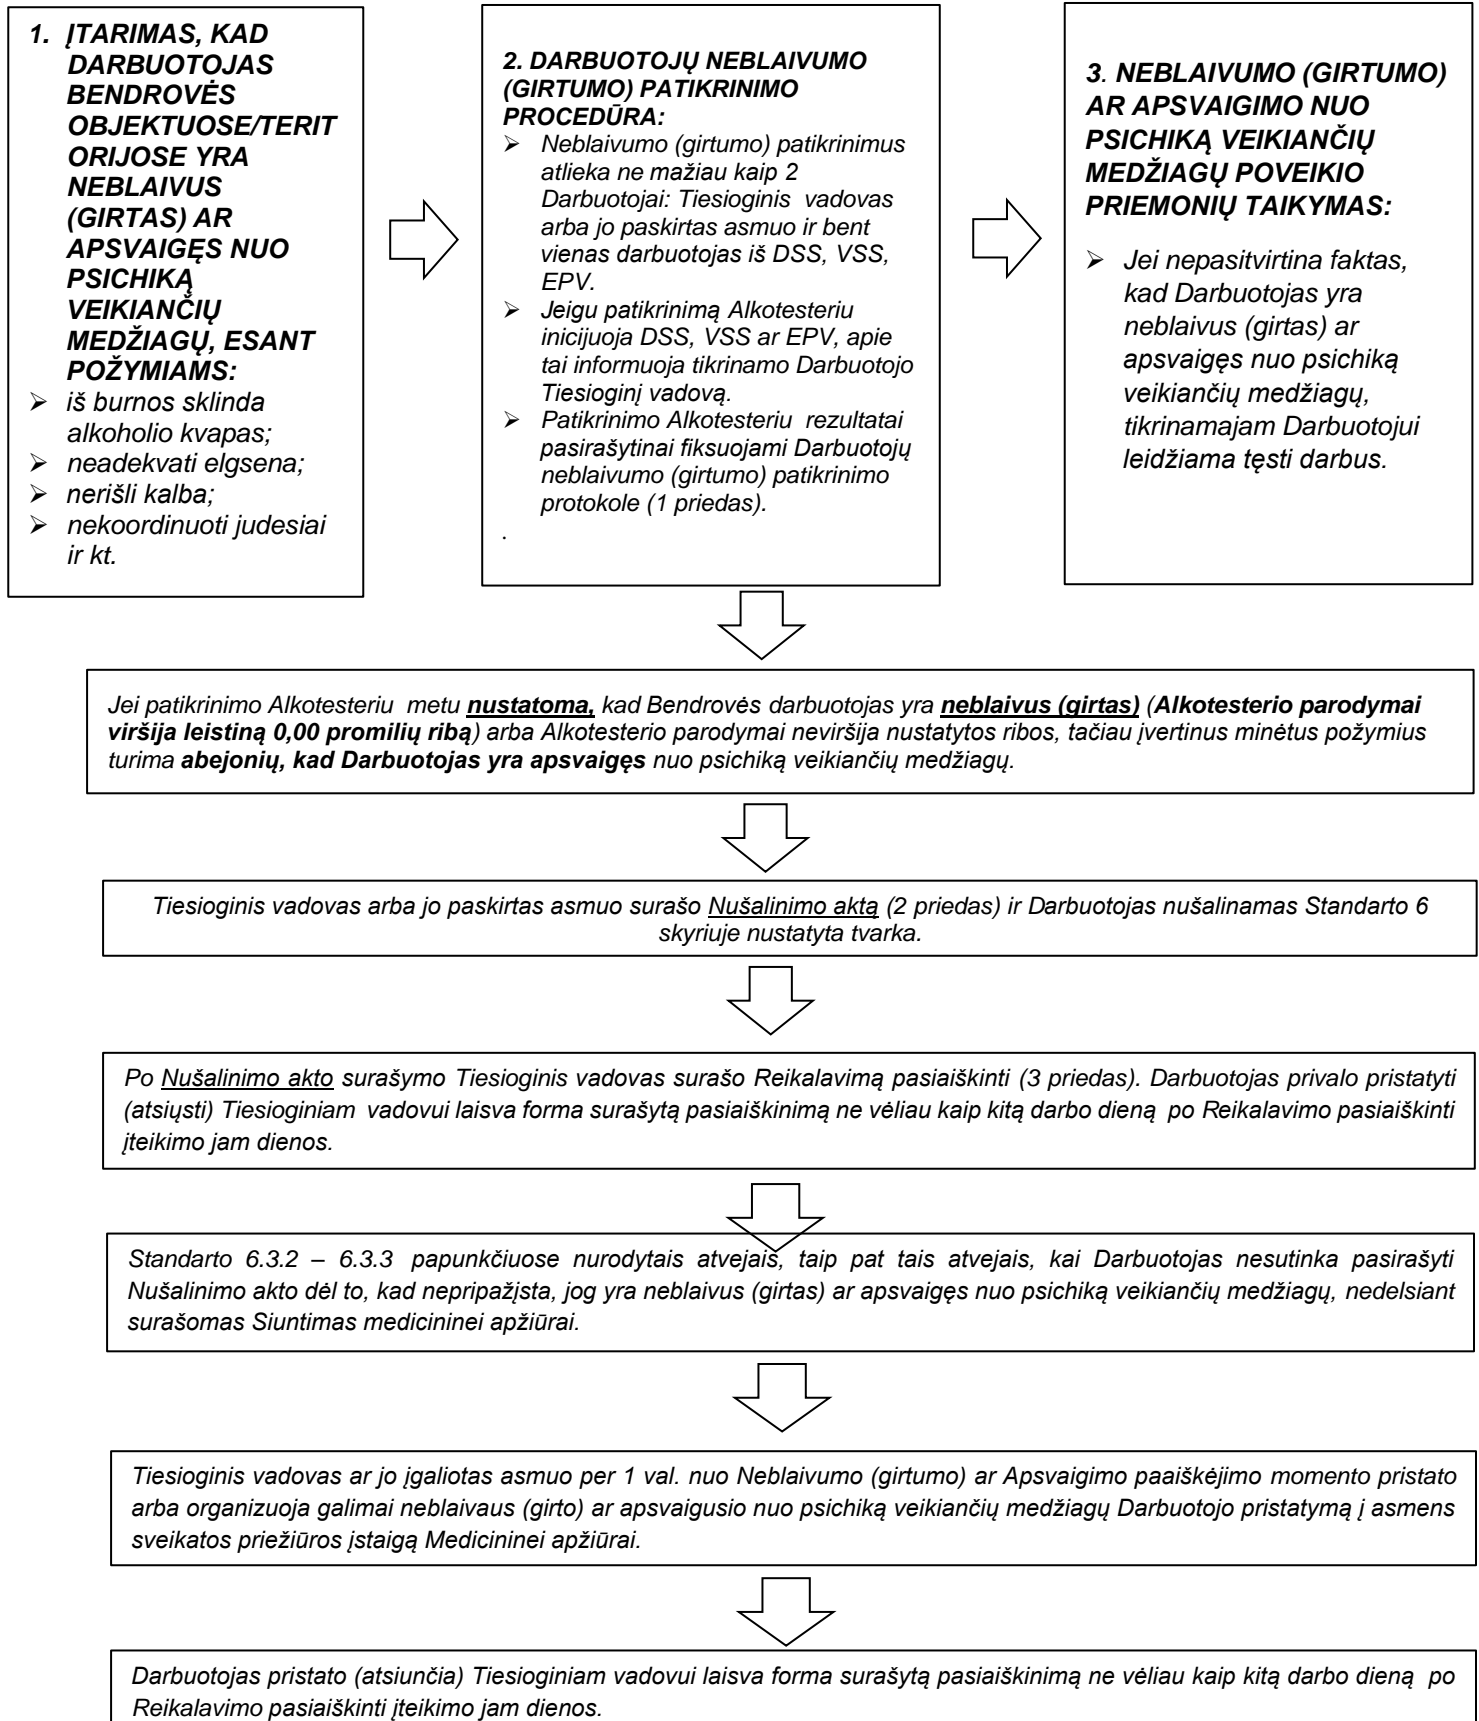 1. ĮTARIMAS, KAD
DARBUOTOJAS
BENDROVĖS
OBJEKTUOSE/TERIT
ORIJOSE YRA
NEBLAIVUS
(GIRTAS) AR
APSVAIGĘS NUO
PSICHIKĄ
VEIKIANČIŲ
MEDŽIAGŲ, ESANT
POŽYMIAMS:
➢ iš burnos sklinda
alkoholio kvapas;
➢ neadekvati elgsena;
➢ nerišli kalba;
➢ nekoordinuoti judesiai
ir kt.
2. DARBUOTOJŲ NEBLAIVUMO
(GIRTUMO) PATIKRINIMO
PROCEDŪRA:
➢ Neblaivumo (girtumo) patikrinimus
atlieka ne mažiau kaip 2
Darbuotojai: Tiesioginis vadovas
arba jo paskirtas asmuo ir bent
vienas darbuotojas iš DSS, VSS,
EPV.
➢ Jeigu patikrinimą Alkotesteriu
inicijuoja DSS, VSS ar EPV, apie
tai informuoja tikrinamo Darbuotojo
Tiesioginį vadovą.
➢ Patikrinimo Alkotesteriu rezultatai
pasirašytinai fiksuojami Darbuotojų
neblaivumo (girtumo) patikrinimo
protokole (1 priedas).
.
3. NEBLAIVUMO (GIRTUMO)
AR APSVAIGIMO NUO
PSICHIKĄ VEIKIANČIŲ
MEDŽIAGŲ POVEIKIO
PRIEMONIŲ TAIKYMAS:
➢ Jei nepasitvirtina faktas,
kad Darbuotojas yra
neblaivus (girtas) ar
apsvaigęs nuo psichiką
veikiančių medžiagų,
tikrinamajam Darbuotojui
leidžiama tęsti darbus.
Jei patikrinimo Alkotesteriu metu nustatoma, kad Bendrovės darbuotojas yra neblaivus (girtas) (Alkotesterio parodymai
viršija leistiną 0,00 promilių ribą) arba Alkotesterio parodymai neviršija nustatytos ribos, tačiau įvertinus minėtus požymius
turima abejonių, kad Darbuotojas yra apsvaigęs nuo psichiką veikiančių medžiagų.
Tiesioginis vadovas arba jo paskirtas asmuo surašo Nušalinimo aktą (2 priedas) ir Darbuotojas nušalinamas Standarto 6
skyriuje nustatyta tvarka.
Po Nušalinimo akto surašymo Tiesioginis vadovas surašo Reikalavimą pasiaiškinti (3 priedas). Darbuotojas privalo pristatyti
(atsiųsti) Tiesioginiam vadovui laisva forma surašytą pasiaiškinimą ne vėliau kaip kitą darbo dieną po Reikalavimo pasiaiškinti
įteikimo jam dienos.
Standarto 6.3.2 – 6.3.3 papunkčiuose nurodytais atvejais, taip pat tais atvejais, kai Darbuotojas nesutinka pasirašyti
Nušalinimo akto dėl to, kad nepripažįsta, jog yra neblaivus (girtas) ar apsvaigęs nuo psichiką veikiančių medžiagų, nedelsiant
surašomas Siuntimas medicininei apžiūrai.
Tiesioginis vadovas ar jo įgaliotas asmuo per 1 val. nuo Neblaivumo (girtumo) ar Apsvaigimo paaiškėjimo momento pristato
arba organizuoja galimai neblaivaus (girto) ar apsvaigusio nuo psichiką veikiančių medžiagų Darbuotojo pristatymą į asmens
sveikatos priežiūros įstaigą Medicininei apžiūrai.
Darbuotojas pristato (atsiunčia) Tiesioginiam vadovui laisva forma surašytą pasiaiškinimą ne vėliau kaip kitą darbo dieną po
Reikalavimo pasiaiškinti įteikimo jam dienos.